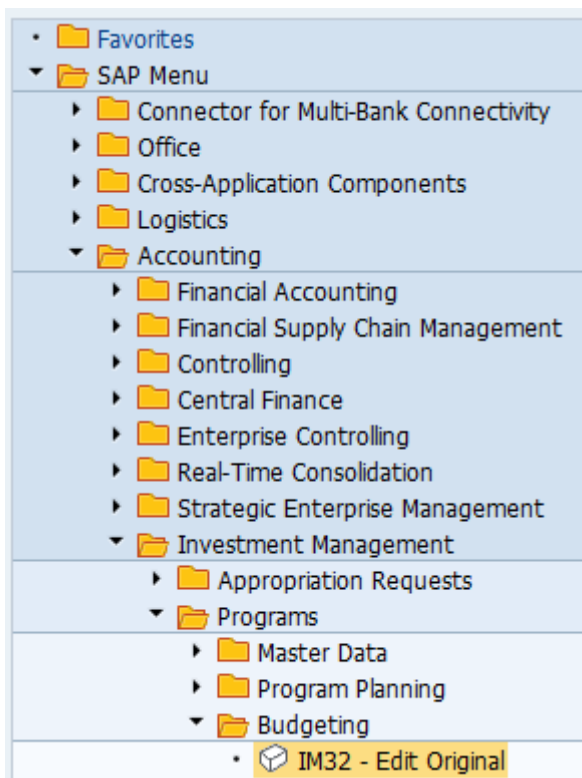 Favorites
SAP Menu
Connector for Multi-Bank Connectivity
Office
Cross-Application Components
Logistics
Accounting
Financial Accounting
Financial Supply Chain Management
Controlling
Central Finance
Enterprise Controlling
Real-Time Consolidation
Strategic Enterprise Management
Investment Management
Appropriation Requests
Programs
Master Data
Program Planning
Budgeting
IM32 - Edit Original